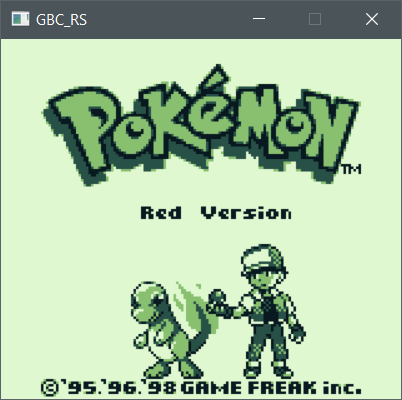 GBC_RS
POKéMON
TM
Red Version
©'95.'96.'98 GAME FREAK inc.